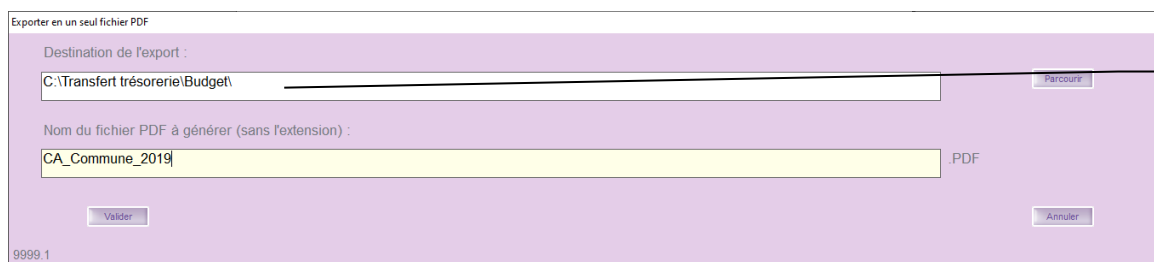 Exporter en un seul fichier PDF
Destination de l'export :
C:\Transfert trésorerie\Budget\
Parcourir
Nom du fichier PDF à générer (sans l'extension) :
CA_Commune_2019
.PDF
Valider
Annuler
9999.1